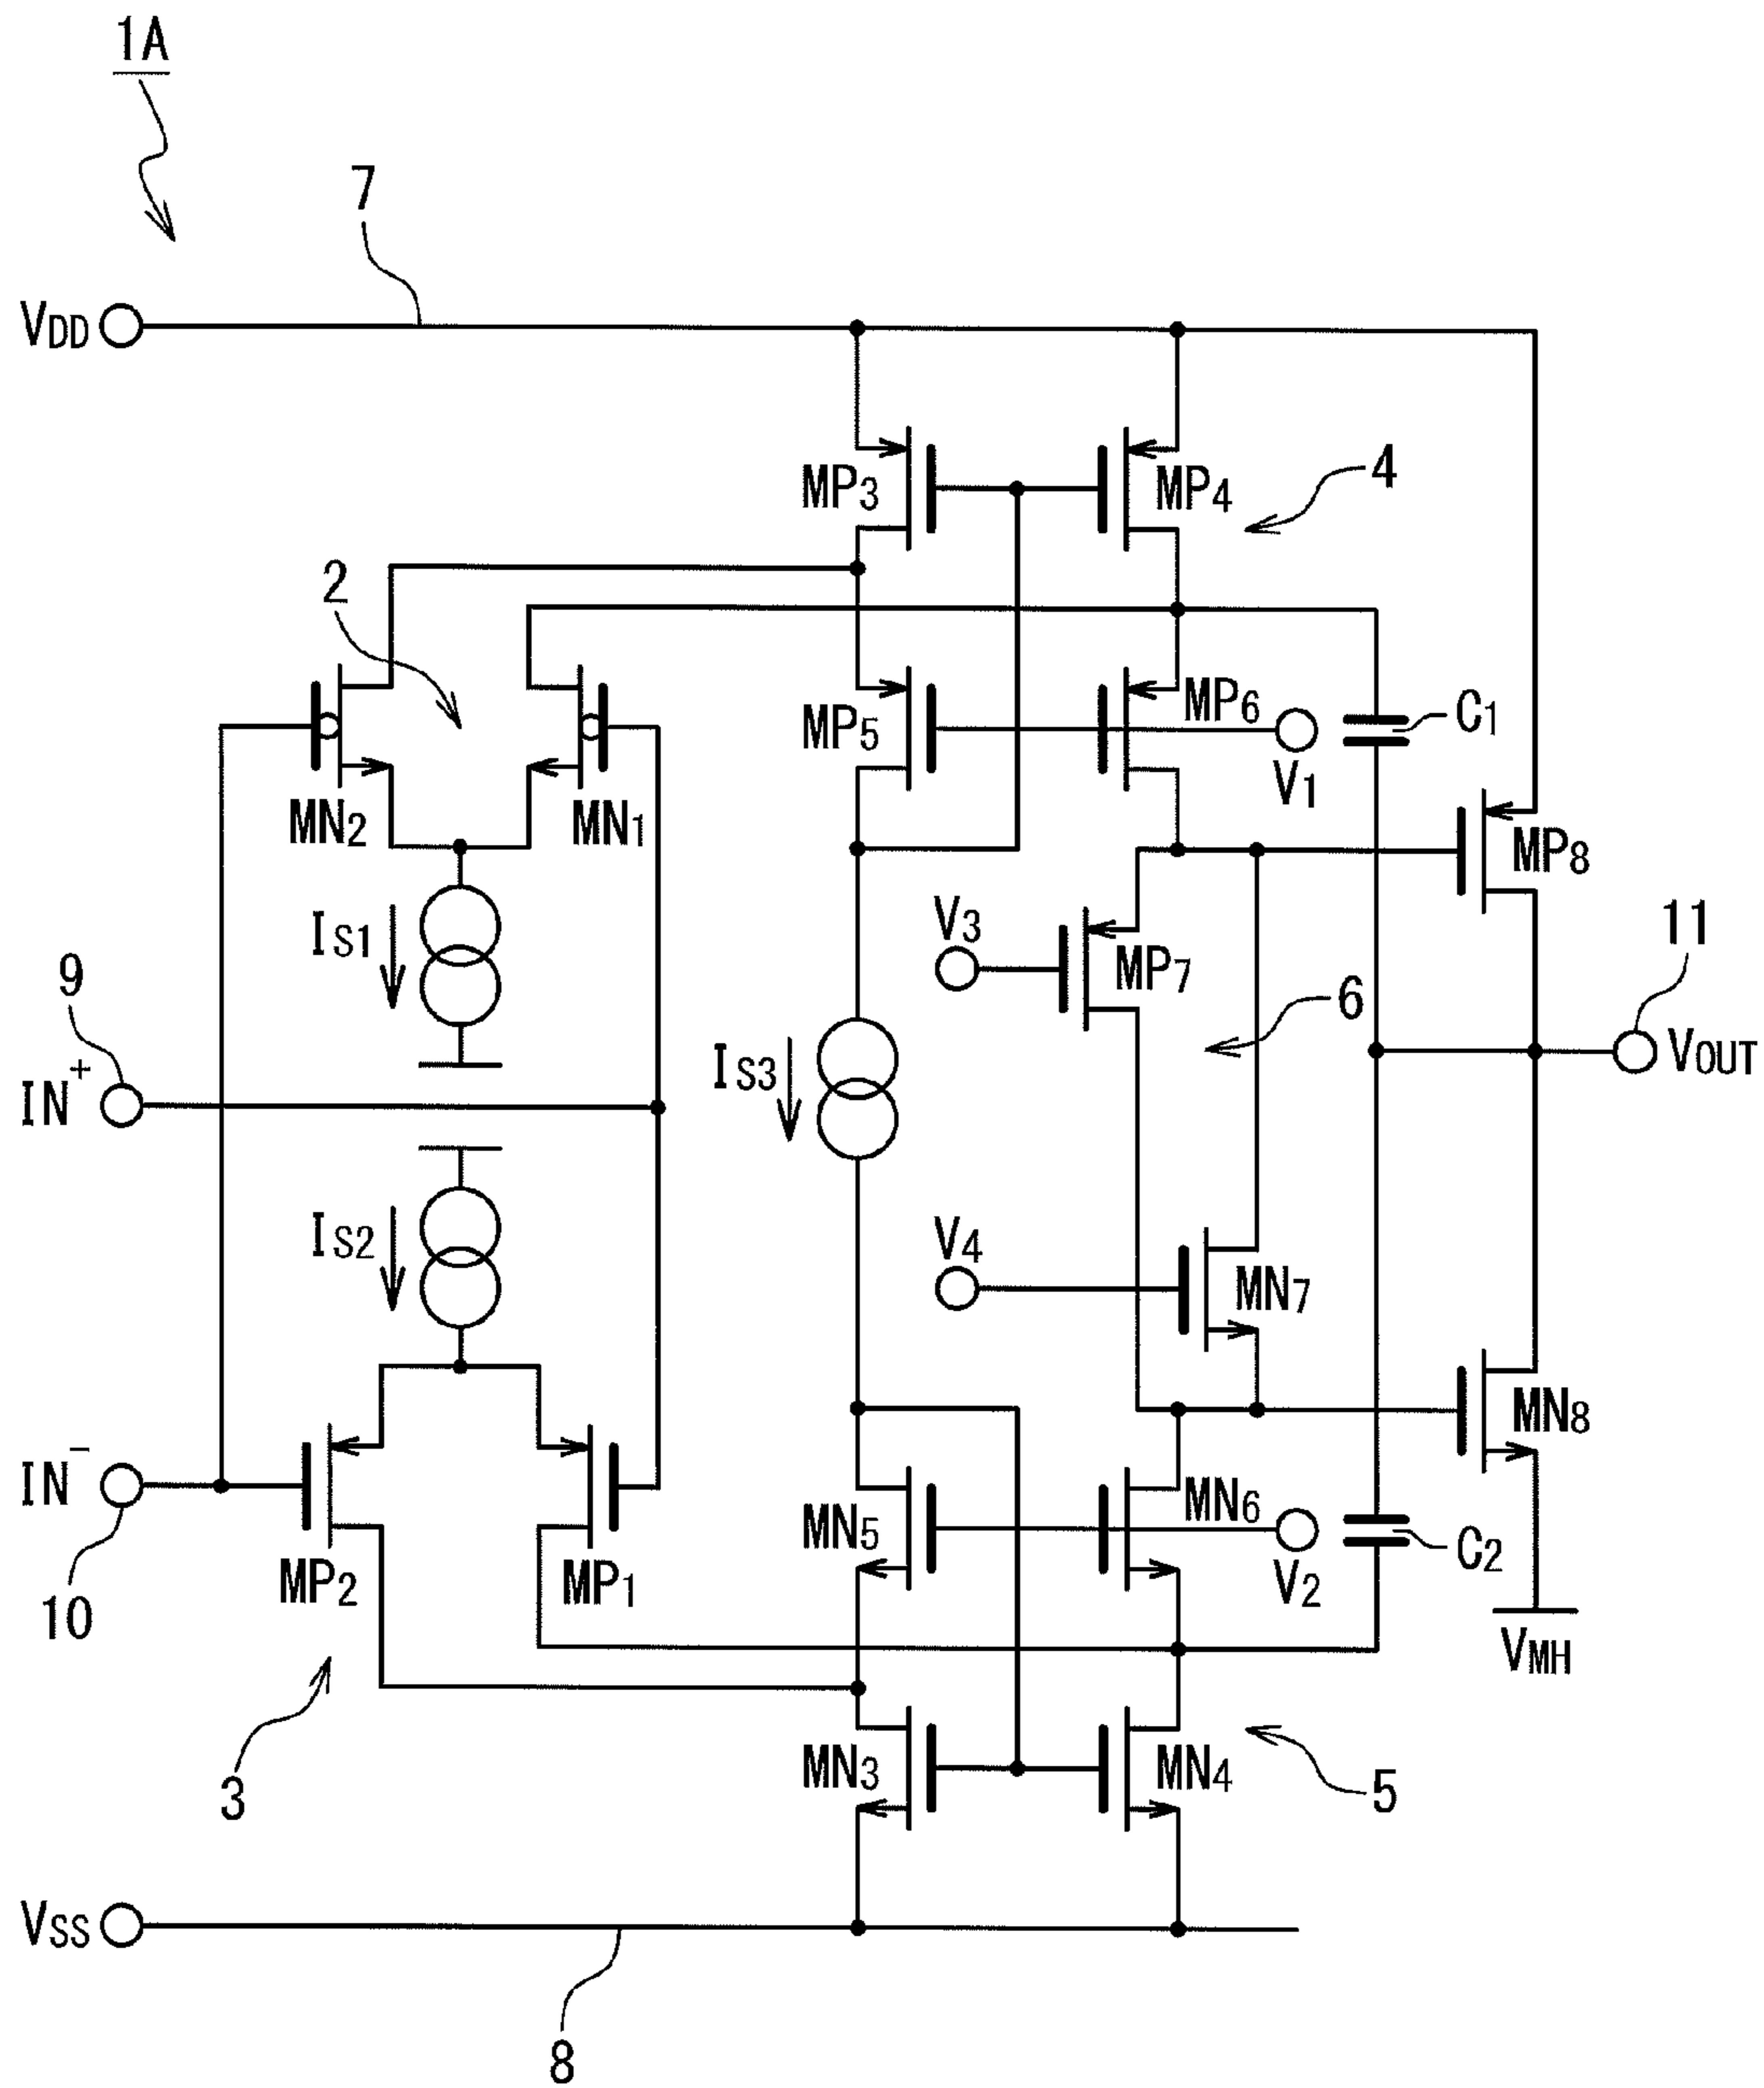 1A
7
VDD
MP3
MP4
4
2
MP5
MP6
C1
V1
MN2
MN1
MP8
IS1
V3
MP7
11
9
IS3
6
VOUT
IN+
IS2
V4
MN7
MN8
IN−
MN5
MN6
C2
10
MP2
MP1
V2
VMH
3
MN3
MN4
5
VSS
8